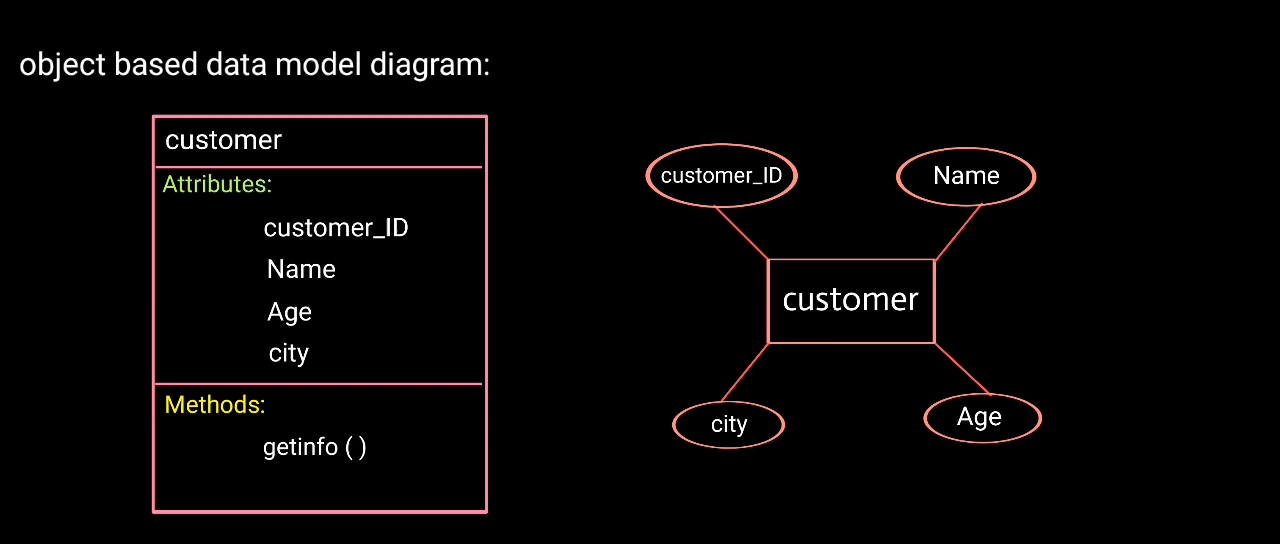 object based data model diagram:
customer
Attributes:
customer_ID
Name
Age
city
Methods:
getinfo ( )
customer_ID
Name
customer
city
Age